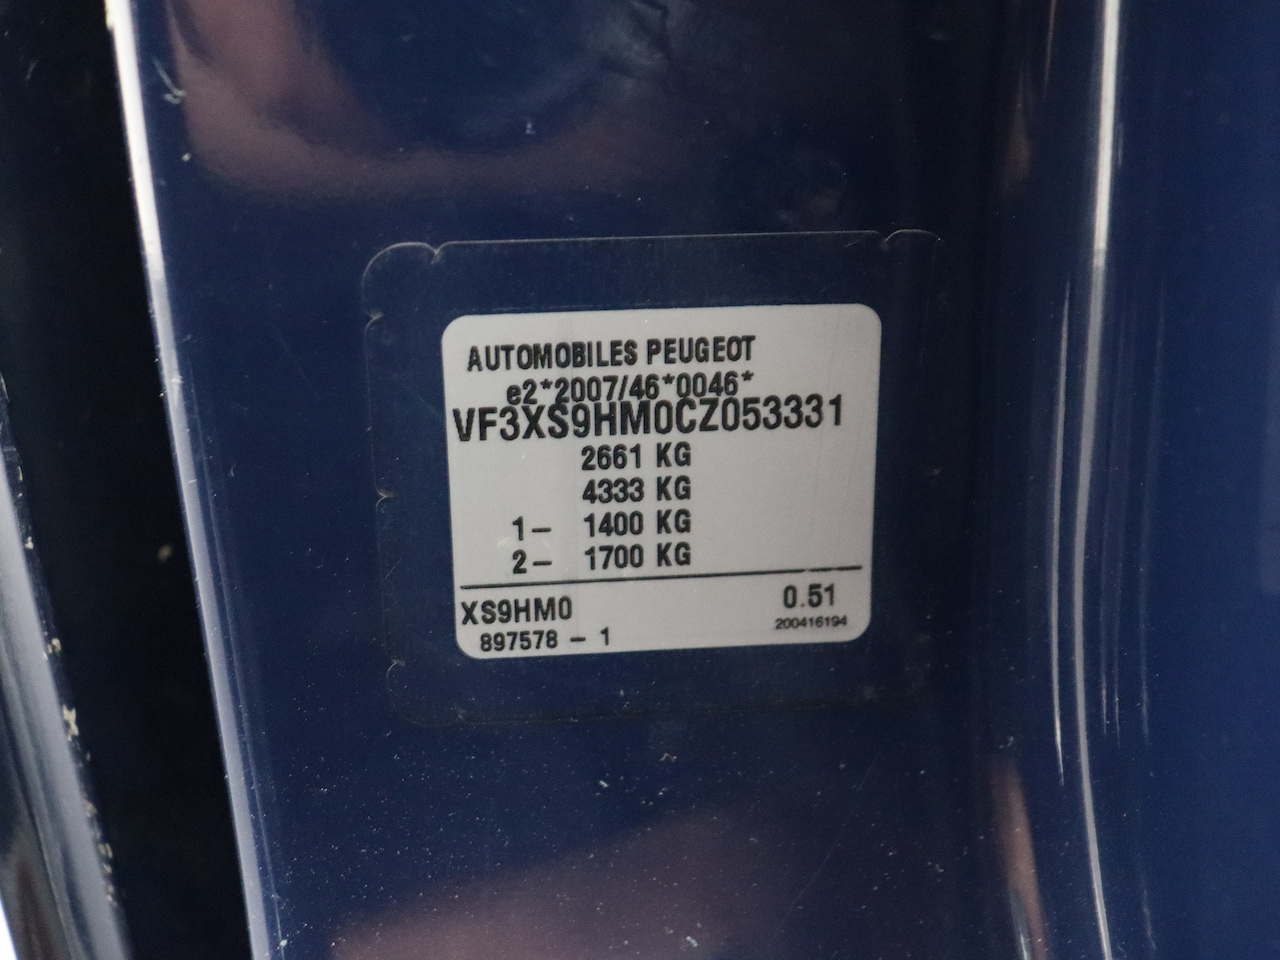 AUTOMOBILES PEUGEOT
e2*2007/46*0046*
VF3XS9HM0CZ053331
2661 KG
4333 KG
1- 1400 KG
2- 1700 KG
XS9HM0 0.51
897578 - 1 200416194